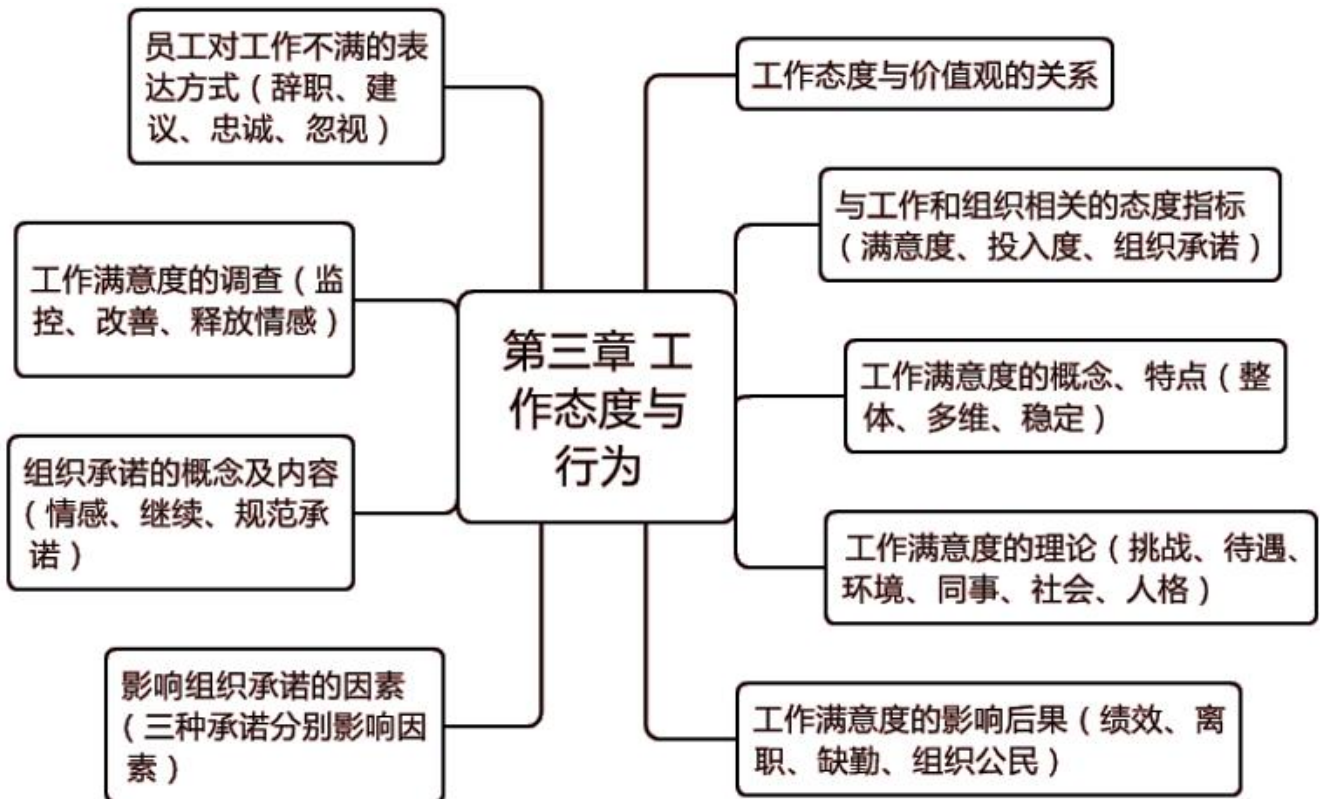 第三章 工
作态度与
行为
工作态度与价值观的关系
与工作和组织相关的态度指标
（满意度、投入度、组织承诺）
工作满意度的概念、特点（整
体、多维、稳定）
工作满意度的理论（挑战、待遇、
环境、同事、社会、人格）
工作满意度的影响后果（绩效、离
职、缺勤、组织公民）
员工对工作不满的表
达方式（辞职、建
议、忠诚、忽视）
工作满意度的调查（监
控、改善、释放情感）
组织承诺的概念及内容
（情感、继续、规范承
诺）
影响组织承诺的因素
（三种承诺分别影响因
素）